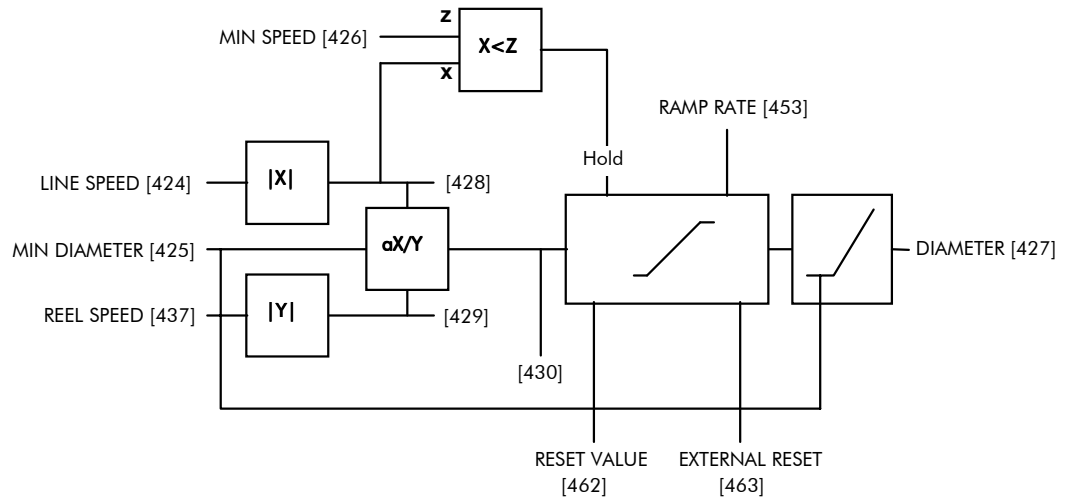 z
MIN SPEED [426]
X<Z
x
RAMP RATE [453]
Hold
LINE SPEED [424]
|X|
[428]
MIN DIAMETER [425]
aX/Y
DIAMETER [427]
REEL SPEED [437]
|Y|
[429]
[430]
RESET VALUE
[462]
EXTERNAL RESET
[463]